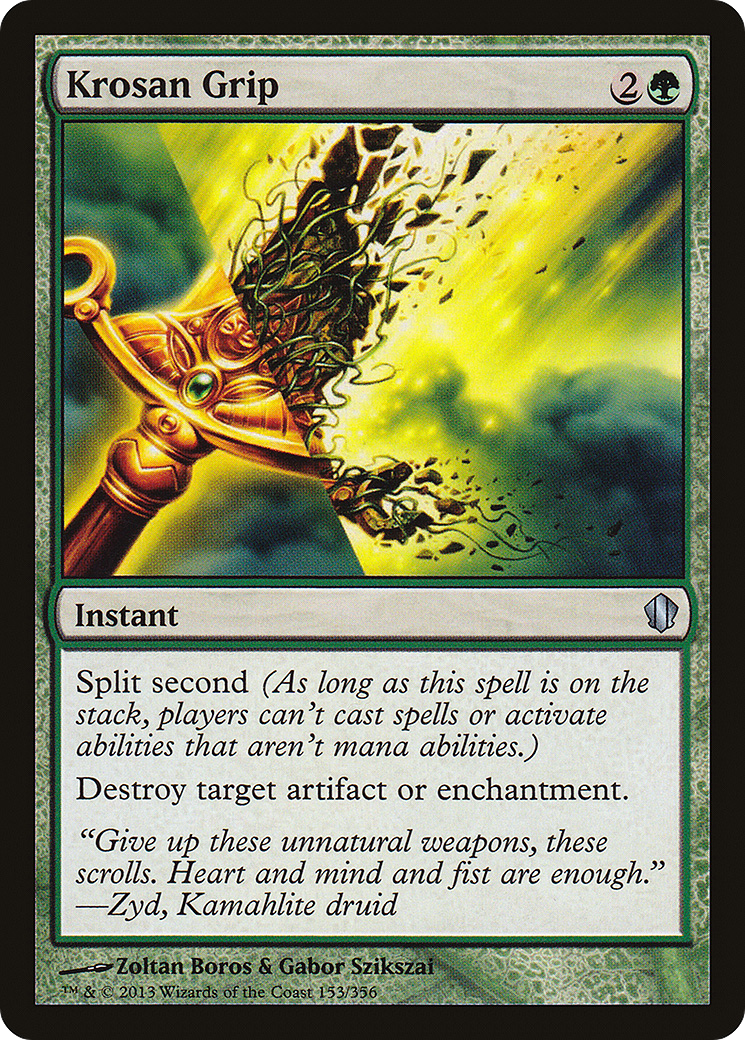 Krosan Grip 2
Instant
Split second (As long as this spell is on the
stack, players can't cast spells or activate
abilities that aren't mana abilities.)
Destroy target artifact or enchantment.
"Give up these unnatural weapons, these
scrolls. Heart and mind and fist are enough."
—Zyd, Kamahlite druid
Zoltan Boros & Gabor Szikszai
™ & © 2013 Wizards of the Coast 153/356